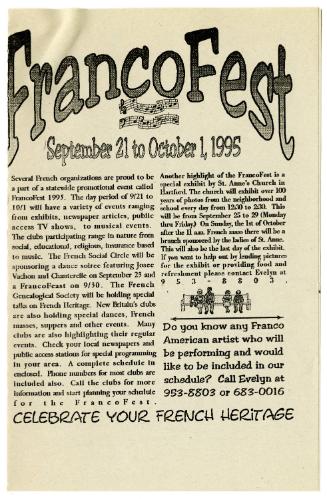 FrancoFest
September 21 to October 1, 1995
Several French organizations are proud to be
a part of a statewide promotional event called
FrancoFest 1995. The day period of 9/21 to
10/1 will have a variety of events ranging
from exhibits, newspaper articles, public
access TV shows, to musical events.
The clubs participating range in nature from
social, educational, religious, insurance based
to music. The French Social Circle will be
sponsoring a dance soiree featuring Josee
Vachon and Chanterelle on September 23 and
a FrancoFeast on 9/30. The French
Genealogical Society will be holding special
talks on French Heritage. New Britain's clubs
are also holding special dances, French
masses, suppers and other events. Many
clubs are also highlighting their regular
events. Check your local newspapers and
public access stations for special programming
in your area. A complete schedule is
enclosed. Phone numbers for most clubs are
included also. Call the clubs for more
information and start planning your schedule
for the FrancoFest.
Another highlight of the FrancoFest is a
special exhibit by St. Anne's Church in
Hartford. The church will exhibit over 100
years of photos from the neighborhood and
school every day from 12:30 to 2:30. This
will be from September 25 to 29 (Monday
thru Friday) On Sunday, the 1st of October
after the 11 am. French mass there will be a
brunch sponsored by the ladies of St. Anne.
This will also be the last day of the exhibit.
If you want to help out by lending pictures
for the exhibit or providing food and
refreshment please contact Evelyn at
953-8803.
Do you know any Franco
American artist who will
be performing and would
like to be included in our
schedule? Call Evelyn at
953-8803 or 683-0016
CELEBRATE YOUR FRENCH HERITAGE